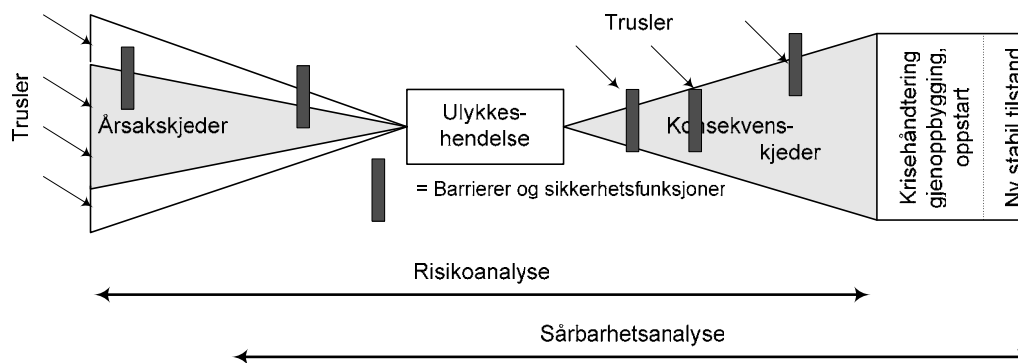 Trusler
Trusler
Årsakskjeder
Ulykkes-
hendelse
Konsekvens-
kjeder
Krisehåndtering
gjenoppbygging,
oppstart
Ny stabil tilstand
= Barrierer og sikkerhetsfunksjoner
Risikoanalyse
Sårbarhetsanalyse